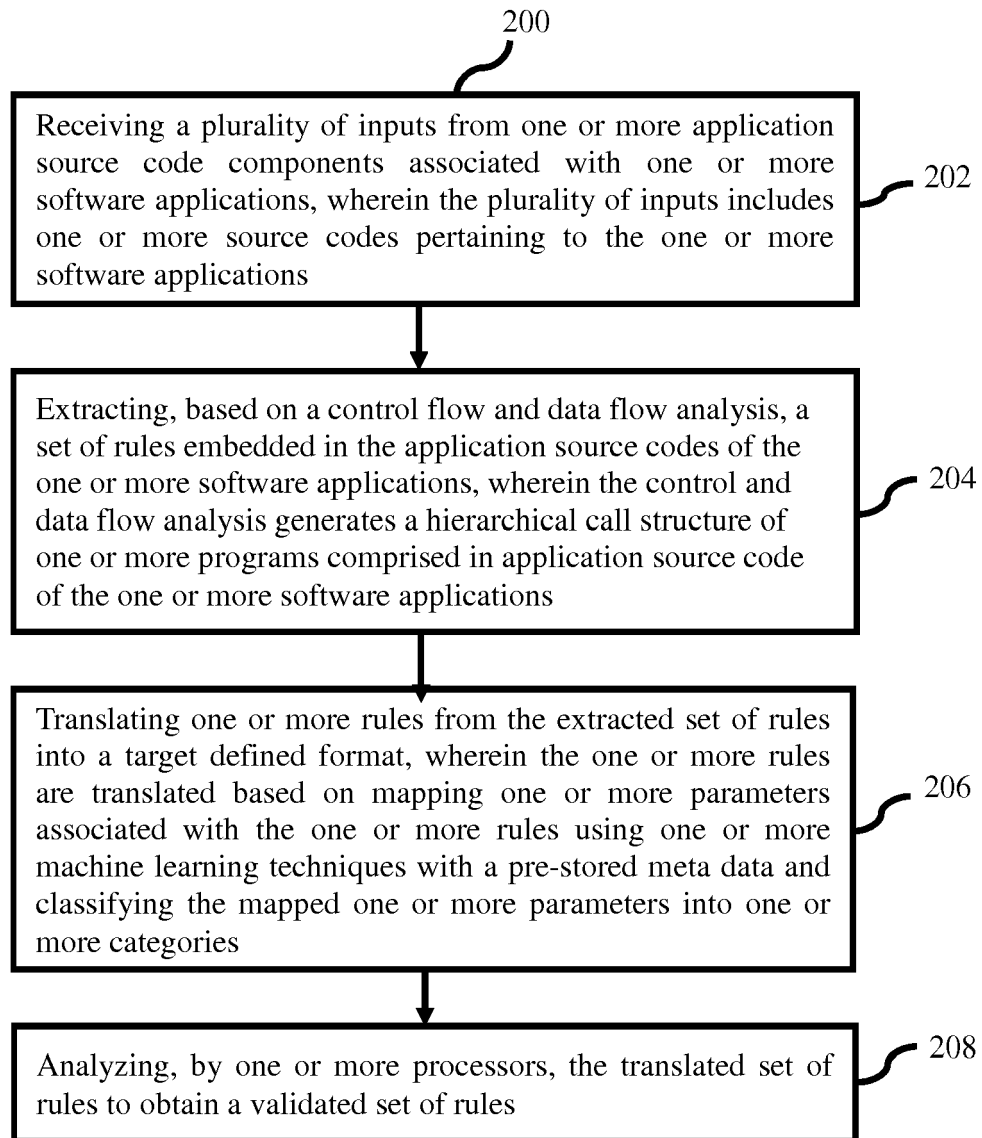 200
Receiving a plurality of inputs from one or more application
source code components associated with one or more
software applications, wherein the plurality of inputs includes
one or more source codes pertaining to the one or more
software applications
202
Extracting, based on a control flow and data flow analysis, a
set of rules embedded in the application source codes of the
one or more software applications, wherein the control and
data flow analysis generates a hierarchical call structure of
one or more programs comprised in application source code
of the one or more software applications
204
Translating one or more rules from the extracted set of rules
into a target defined format, wherein the one or more rules
are translated based on mapping one or more parameters
associated with the one or more rules using one or more
machine learning techniques with a pre-stored meta data and
classifying the mapped one or more parameters into one or
more categories
206
Analyzing, by one or more processors, the translated set of
rules to obtain a validated set of rules
208